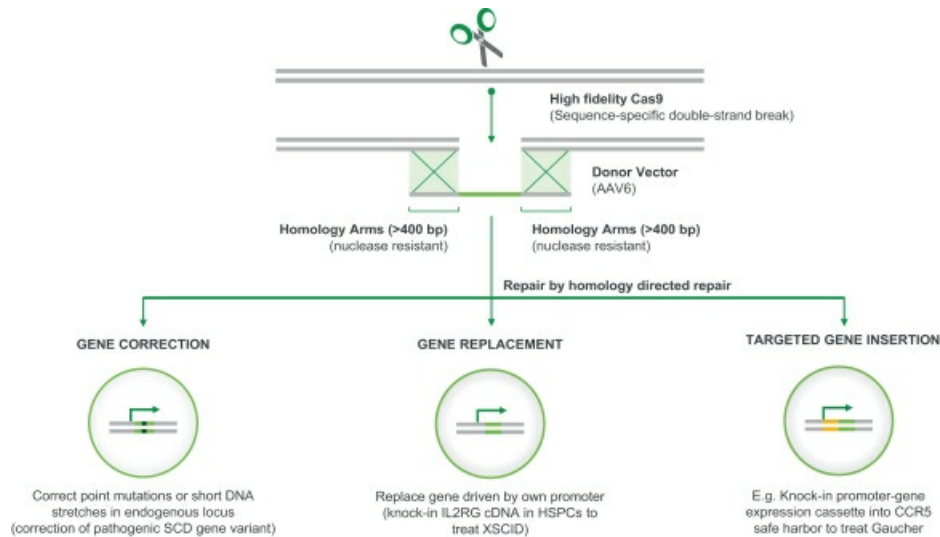 High fidelity Cas9
(Sequence-specific double-strand break)
Donor Vector
(AAV6)
Homology Arms (>400 bp)
(nuclease resistant)
Homology Arms (>400 bp)
(nuclease resistant)
Repair by homology directed repair
GENE CORRECTION
GENE REPLACEMENT
TARGETED GENE INSERTION
Correct point mutations or short DNA
stretches in endogenous locus
(correction of pathogenic SCD gene variant)
Replace gene driven by own promoter
(knock-in IL2RG cDNA in HSPCs to
treat XSCID)
E.g. Knock-in promoter-gene
expression cassette into CCR5
safe harbor to treat Gaucher